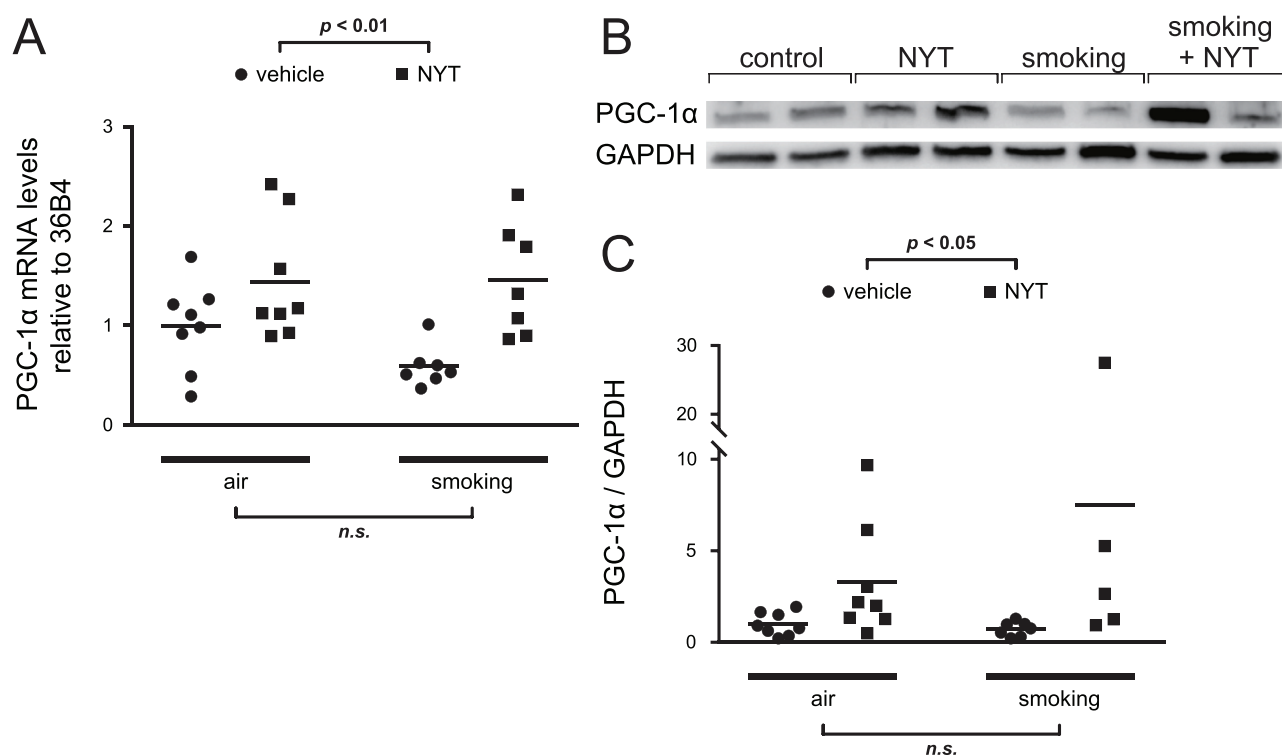 A
p < 0.01
vehicle NYT
PGC-1α mRNA levels
relative to 36B4
3
2
1
0
air smoking
n.s.
B
control NYT smoking smoking
+ NYT
PGC-1α
GAPDH
C
p < 0.05
vehicle NYT
PGC-1α / GAPDH
30
20
10
5
0
air smoking
n.s.